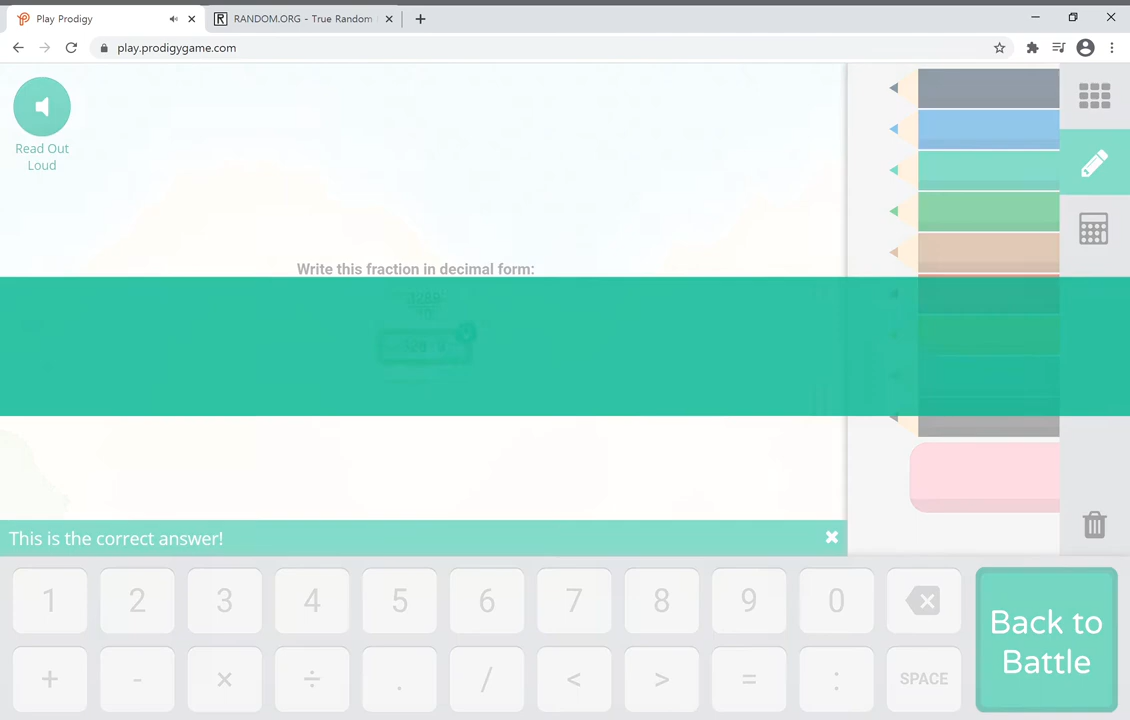 Play Prodigy
RANDOM.ORG - True Random
play.prodigygame.com
Read Out
Loud
Write this fraction in decimal form:
This is the correct answer!
1 2 3 4 5 6 7 8 9 0
+ - × ÷ . / < > = : SPACE
Back to
Battle